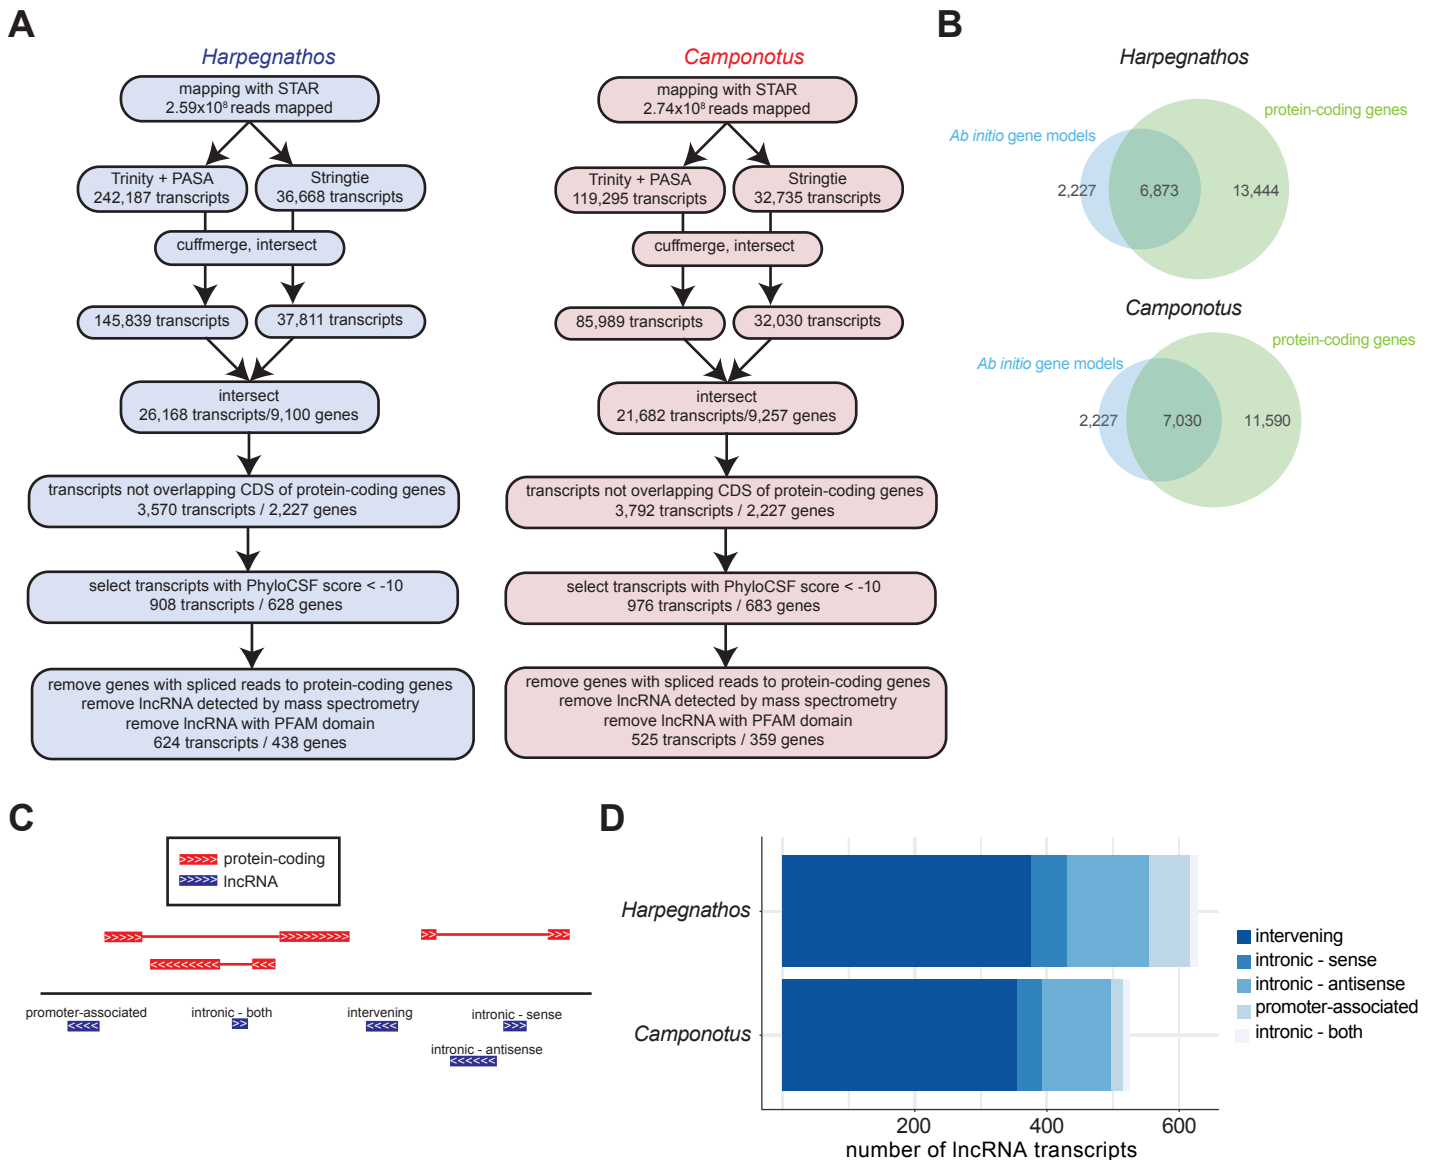 A
Harpegnathos
mapping with STAR
2.59x10⁸ reads mapped
Trinity + PASA
242,187 transcripts
Stringtie
36,668 transcripts
cuffmerge, intersect
145,839 transcripts
37,811 transcripts
intersect
26,168 transcripts/9,100 genes
transcripts not overlapping CDS of protein-coding genes
3,570 transcripts / 2,227 genes
select transcripts with PhyloCSF score < -10
908 transcripts / 628 genes
remove genes with spliced reads to protein-coding genes
remove lncRNA detected by mass spectrometry
remove lncRNA with PFAM domain
624 transcripts / 438 genes
Camponotus
mapping with STAR
2.74x10⁸ reads mapped
Trinity + PASA
119,295 transcripts
Stringtie
32,735 transcripts
cuffmerge, intersect
85,989 transcripts
32,030 transcripts
intersect
21,682 transcripts/9,257 genes
transcripts not overlapping CDS of protein-coding genes
3,792 transcripts / 2,227 genes
select transcripts with PhyloCSF score < -10
976 transcripts / 683 genes
remove genes with spliced reads to protein-coding genes
remove lncRNA detected by mass spectrometry
remove lncRNA with PFAM domain
525 transcripts / 359 genes
B
Harpegnathos
protein-coding genes
Ab initio gene models
2,227
6,873
13,444
Camponotus
protein-coding genes
Ab initio gene models
2,227
7,030
11,590
C
>>>>> protein-coding
>>>>> lncRNA
>>>>> >>>>>>>>>>
>> >>>
<<<<<<<<< <<<
promoter-associated
<<<<
intronic - both
>>
intervening
<<<<
intronic - sense
>>>
intronic - antisense
<<<<<<
D
Harpegnathos
Camponotus
200 400 600
number of lncRNA transcripts
intervening
intronic - sense
intronic - antisense
promoter-associated
intronic - both